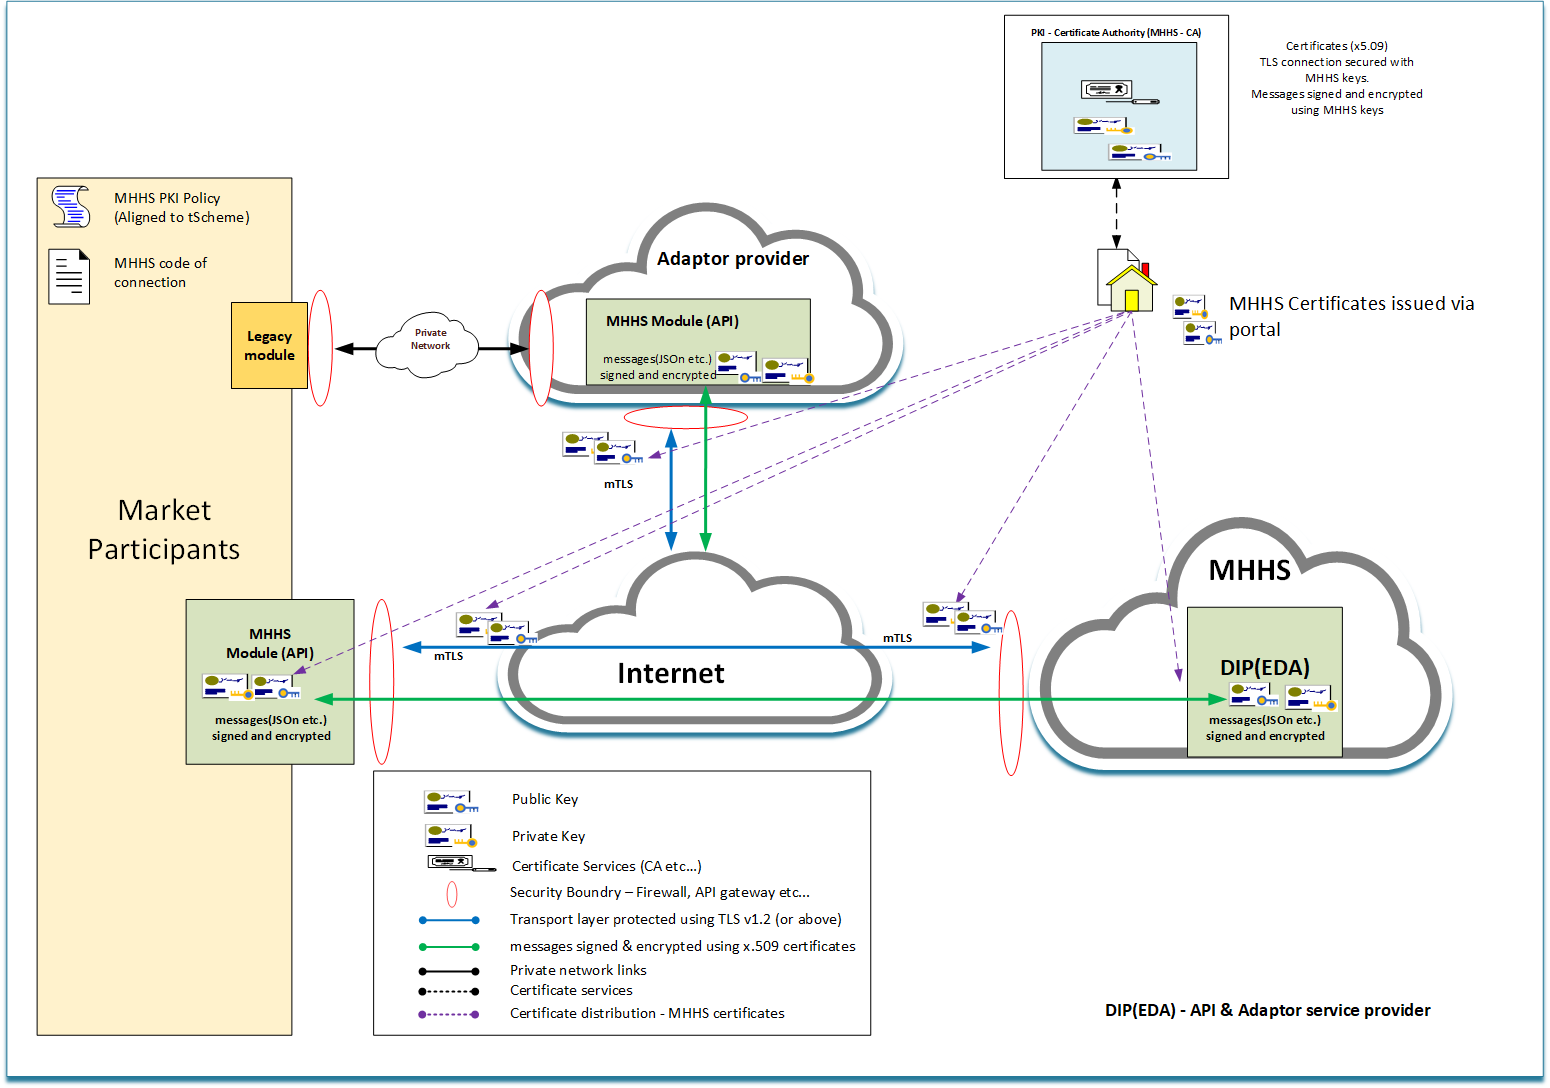 PKI - Certificate Authority (MHHS - CA)
Certificates (x5.09)
TLS connection secured with
MHHS keys.
Messages signed and encrypted
using MHHS keys
MHHS PKI Policy
(Aligned to tScheme)
MHHS code of
connection
Legacy
module
Private
Network
Adaptor provider
MHHS Module (API)
messages(JSOn etc.)
signed and encrypted
MHHS Certificates issued via
portal
mTLS
Market
Participants
MHHS
Module (API)
messages(JSOn etc.)
signed and encrypted
mTLS
Internet
mTLS
MHHS
DIP(EDA)
messages(JSOn etc.)
signed and encrypted
Public Key
Private Key
Certificate Services (CA etc...)
Security Boundry – Firewall, API gateway etc...
Transport layer protected using TLS v1.2 (or above)
messages signed & encrypted using x.509 certificates
Private network links
Certificate services
Certificate distribution - MHHS certificates
DIP(EDA) - API & Adaptor service provider